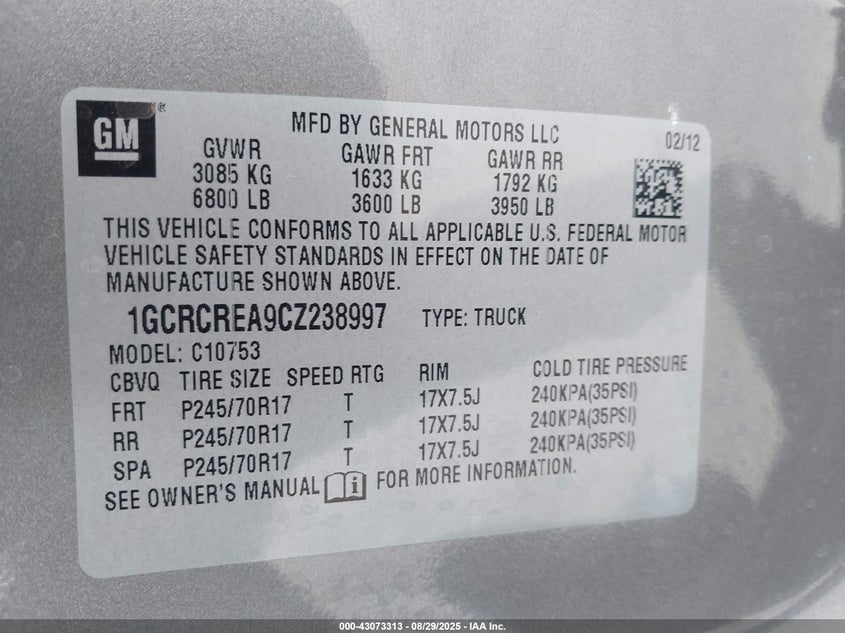 GM
MFD BY GENERAL MOTORS LLC
02/12
GVWR GAWR FRT GAWR RR
3085 KG 1633 KG 1792 KG
6800 LB 3600 LB 3950 LB
THIS VEHICLE CONFORMS TO ALL APPLICABLE U.S. FEDERAL MOTOR
VEHICLE SAFETY STANDARDS IN EFFECT ON THE DATE OF
MANUFACTURE SHOWN ABOVE.
1GCRCREA9CZ238997 TYPE: TRUCK
MODEL: C10753
CBVQ TIRE SIZE SPEED RTG RIM COLD TIRE PRESSURE
FRT P245/70R17 T 17X7.5J 240KPA(35PSI)
RR P245/70R17 T 17X7.5J 240KPA(35PSI)
SPA P245/70R17 T 17X7.5J 240KPA(35PSI)
SEE OWNER'S MANUAL i FOR MORE INFORMATION.
000-43073313 - 08/29/2025 - IAA Inc.